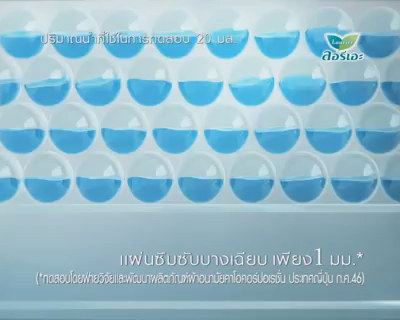 ปริมาณน้ำที่ใช้ในการทดสอบ 20 มล.
Laurier
ลอรีเอะ
แผ่นซึมซับบางเฉียบ เพียง 1 มม.*
(*ทดสอบโดยฝ่ายวิจัยและพัฒนาผลิตภัณฑ์ผ้าอนามัยคาโอคอร์ปอเรชั่น ประเทศญี่ปุ่น ก.ค.46)